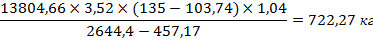 13804,66 × 3,52 × (135 − 103,74) × 1,04
2644,4 − 457,17
= 722,27 кг